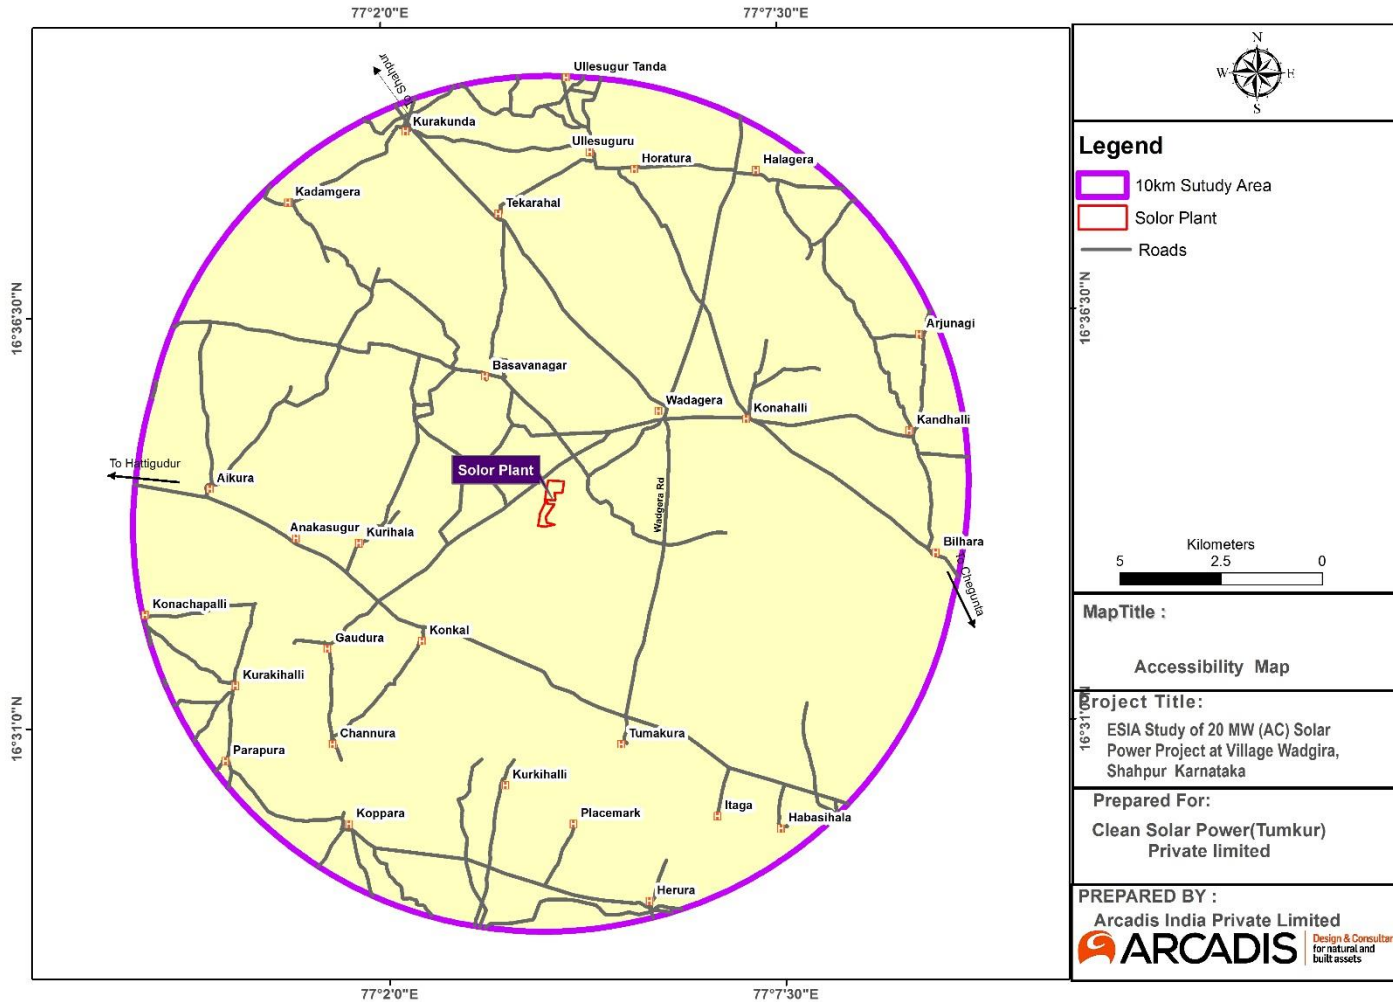 77°2'0"E
77°7'30"E
To Shahpur
Ullesugur Tanda
Kurakunda
Ullesuguru
Horatura
Halagera
Kadamgera
Tekarahal
16°36'30"N
16°36'30"N
Arjunagi
Basavanagar
Wadagera
Konahalli
Kandhalli
To Hattigudur
Solor Plant
Aikura
Wadgera Rd
Anakasugur
Kurihala
Bilhara
To Chegunta
Konachapalli
Gaudura
Konkal
Kurakihalli
Channura
Tumakura
16°31'0"N
16°31'0"N
Parapura
Kurkihalli
Koppara
Placemark
Itaga
Habasihala
Herura
77°2'0"E
77°7'30"E
N
W E
S
Legend
10km Sutudy Area
Solor Plant
Roads
Kilometers
5 2.5 0
MapTitle :
Accessibility Map
Project Title:
ESIA Study of 20 MW (AC) Solar
Power Project at Village Wadgira,
Shahpur Karnataka
Prepared For:
Clean Solar Power(Tumkur)
Private limited
PREPARED BY :
Arcadis India Private Limited
ARCADIS
Design & Consultan
for natural and
built assets